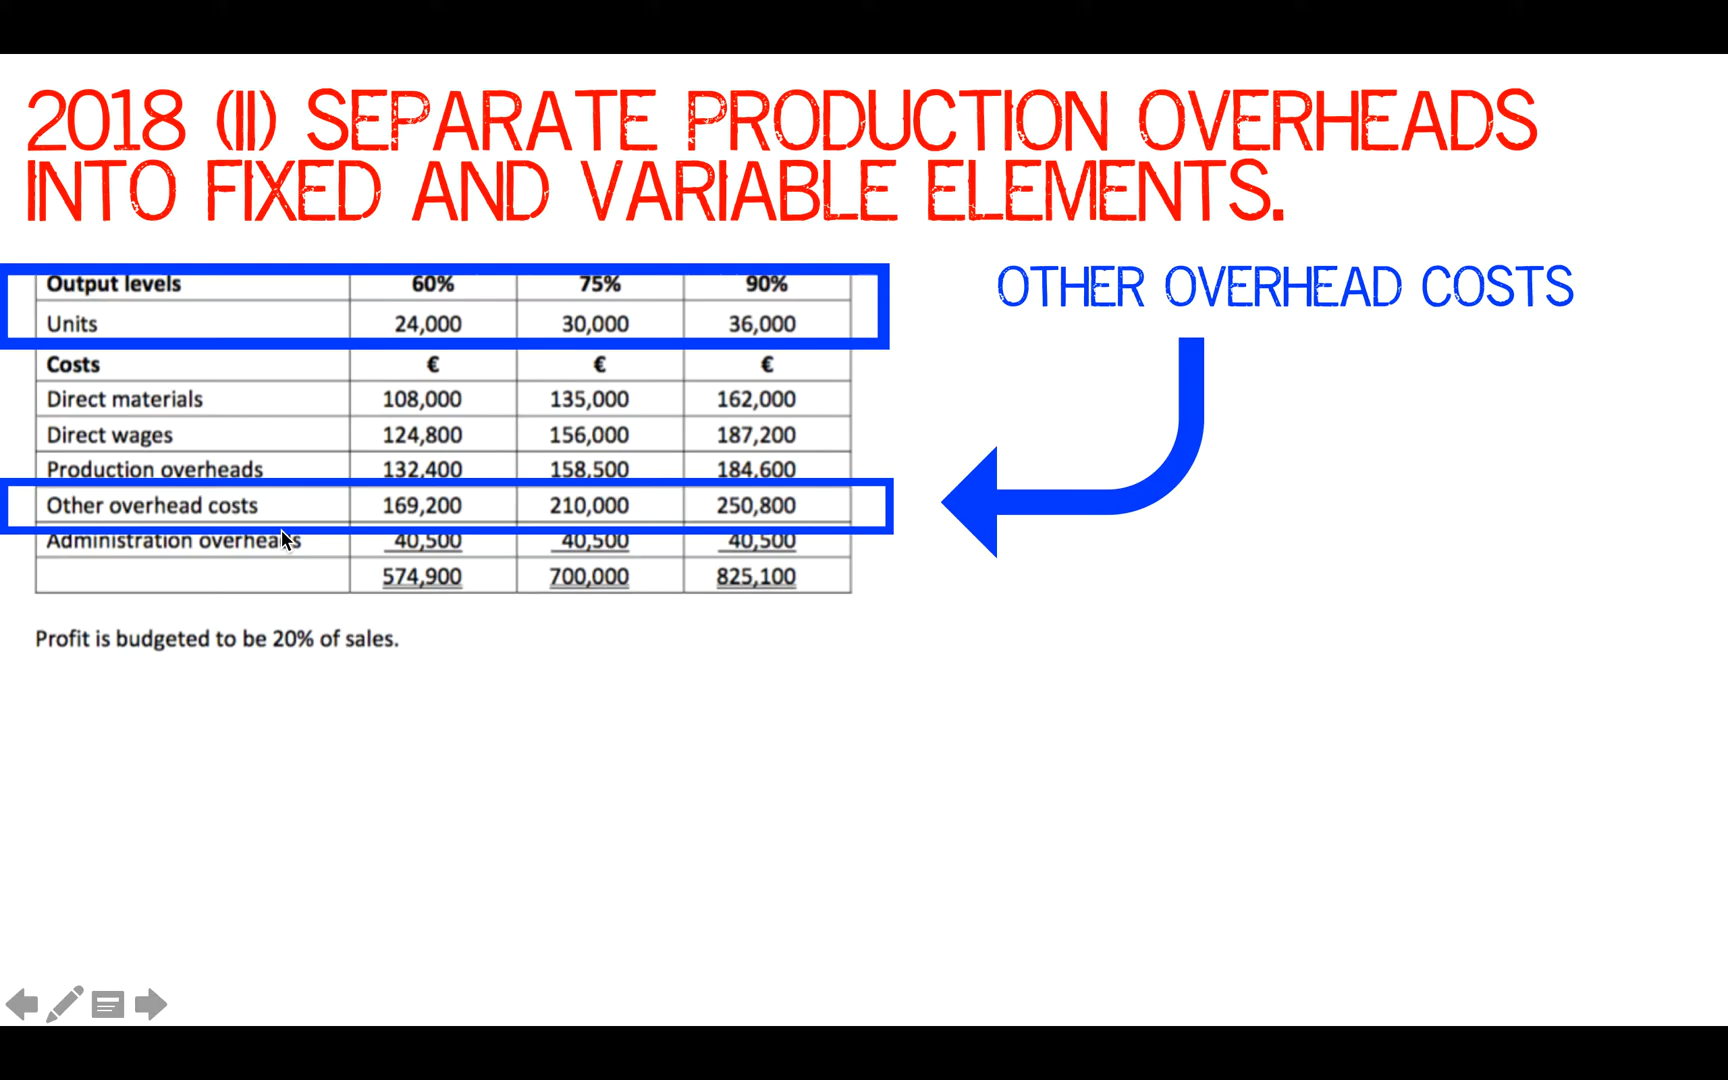 2018 (II) SEPARATE PRODUCTION OVERHEADS
INTO FIXED AND VARIABLE ELEMENTS.
OTHER OVERHEAD COSTS
Output levels 60% 75% 90%
Units 24,000 30,000 36,000
Costs € € €
Direct materials 108,000 135,000 162,000
Direct wages 124,800 156,000 187,200
Production overheads 132,400 158,500 184,600
Other overhead costs 169,200 210,000 250,800
Administration overheads 40,500 40,500 40,500
574,900 700,000 825,100
Profit is budgeted to be 20% of sales.